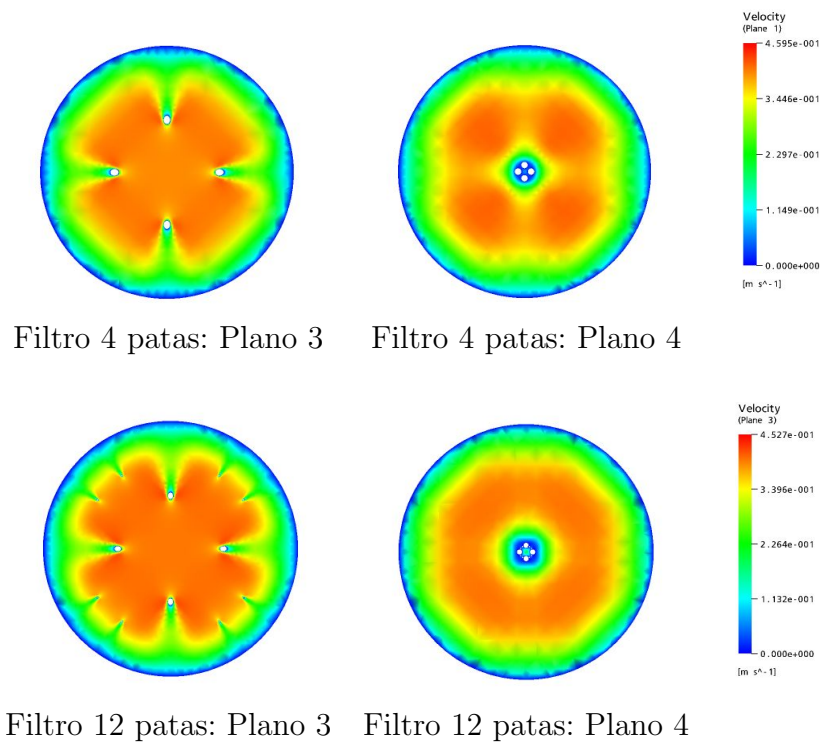 Velocity
(Plane 1)
4.595e-001
3.446e-001
2.297e-001
1.149e-001
0.000e+000
[m s^-1]
Filtro 4 patas: Plano 3
Filtro 4 patas: Plano 4
Velocity
(Plane 3)
4.527e-001
3.396e-001
2.264e-001
1.132e-001
0.000e+000
[m s^-1]
Filtro 12 patas: Plano 3
Filtro 12 patas: Plano 4